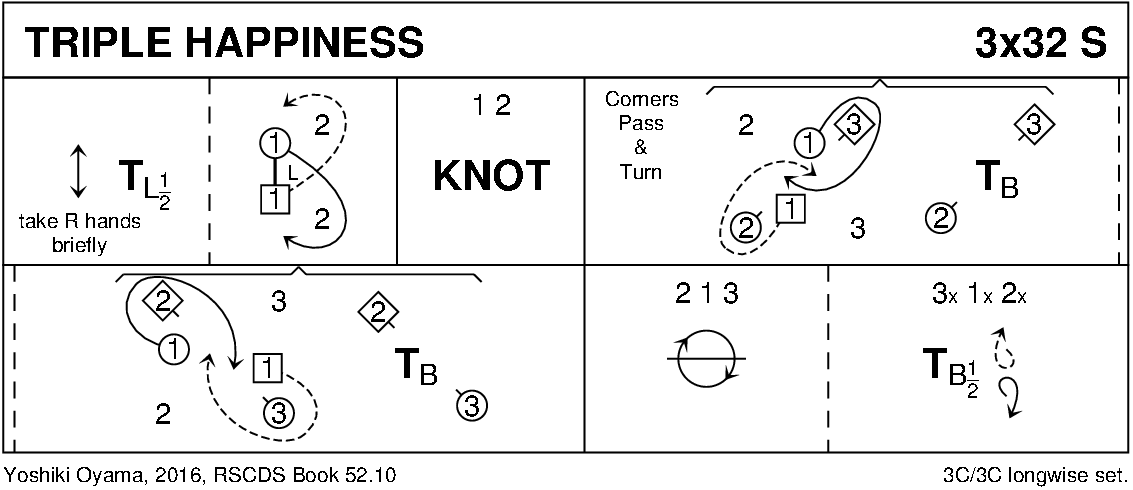 TRIPLE HAPPINESS
3x32 S
T L 1/2
take R hands
briefly
2
1
L
1
2
1 2
KNOT
Corners
Pass
&
Turn
2
1
3
3
T B
2
1
3
2
2
3
2
1
1
T B
2
3
3
2 1 3
3x 1x 2x
T B 1/2
Yoshiki Oyama, 2016, RSCDS Book 52.10
3C/3C longwise set.